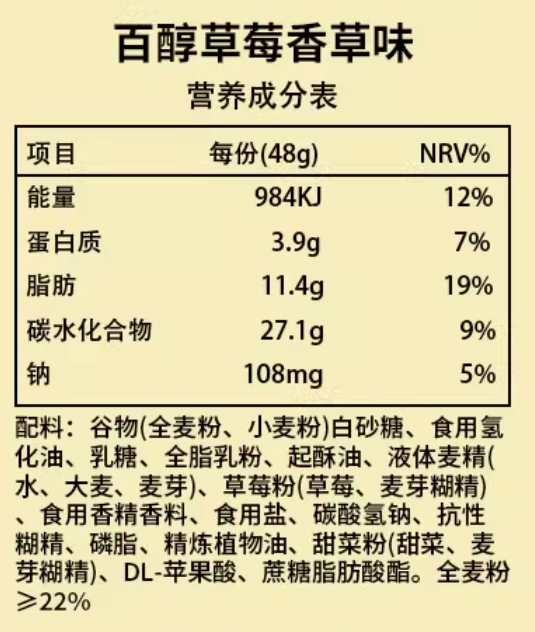 百醇草莓香草味
营养成分表
项目 每份(48g) NRV%
能量 984KJ 12%
蛋白质 3.9g 7%
脂肪 11.4g 19%
碳水化合物 27.1g 9%
钠 108mg 5%
配料：谷物(全麦粉、小麦粉)白砂糖、食用氢
化油、乳糖、全脂乳粉、起酥油、液体麦精(
水、大麦、麦芽)、草莓粉(草莓、麦芽糊精)
、食用香精香料、食用盐、碳酸氢钠、抗性
糊精、磷脂、精炼植物油、甜菜粉(甜菜、麦
芽糊精)、DL-苹果酸、蔗糖脂肪酸酯。全麦粉
⩾22%